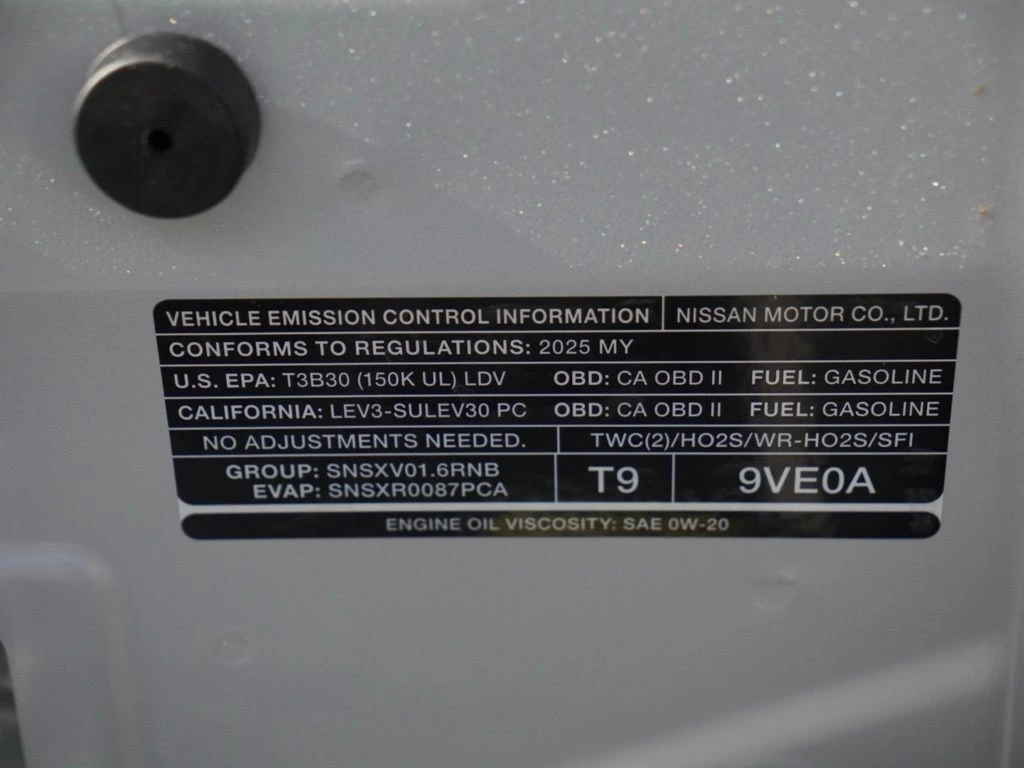 VEHICLE EMISSION CONTROL INFORMATION NISSAN MOTOR CO., LTD.
CONFORMS TO REGULATIONS: 2025 MY
U.S. EPA: T3B30 (150K UL) LDV OBD: CA OBD II FUEL: GASOLINE
CALIFORNIA: LEV3-SULEV30 PC OBD: CA OBD II FUEL: GASOLINE
NO ADJUSTMENTS NEEDED. TWC(2)/HO2S/WR-HO2S/SFI
GROUP: SNSXV01.6RNB
EVAP: SNSXR0087PCA
T9
9VE0A
ENGINE OIL VISCOSITY: SAE 0W-20